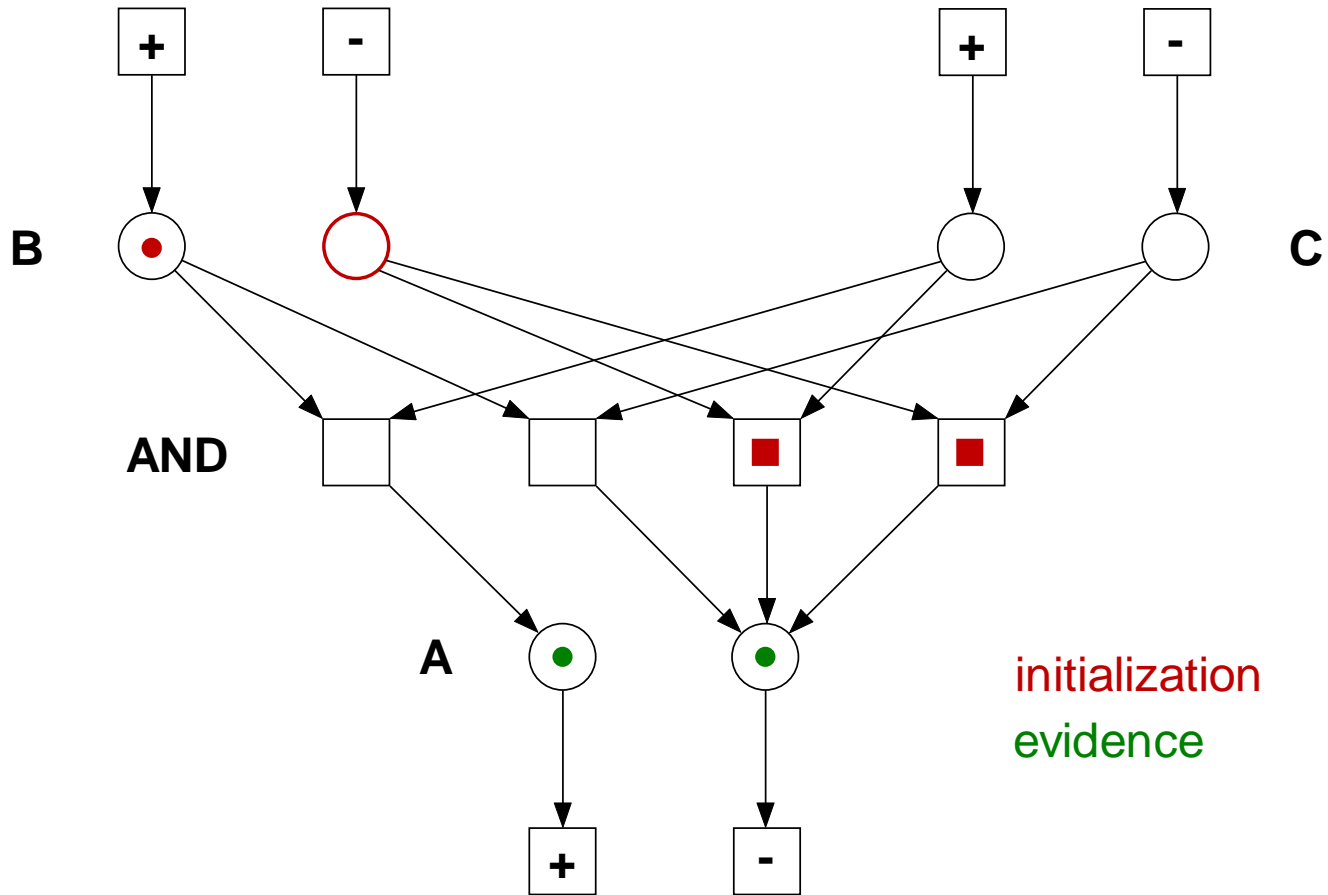 + - + -
B C
AND
A
initialization
evidence
+ -